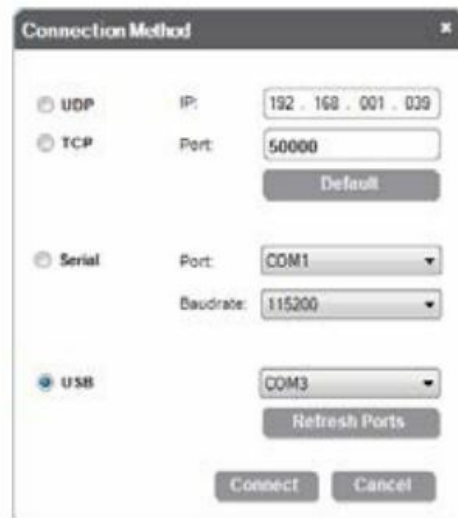 Connection Method x
UDP IP: 192 . 168 . 001 . 039
TCP Port: 50000
Default
Serial Port: COM1
Baudrate: 115200
USB COM3
Refresh Ports
Connect Cancel